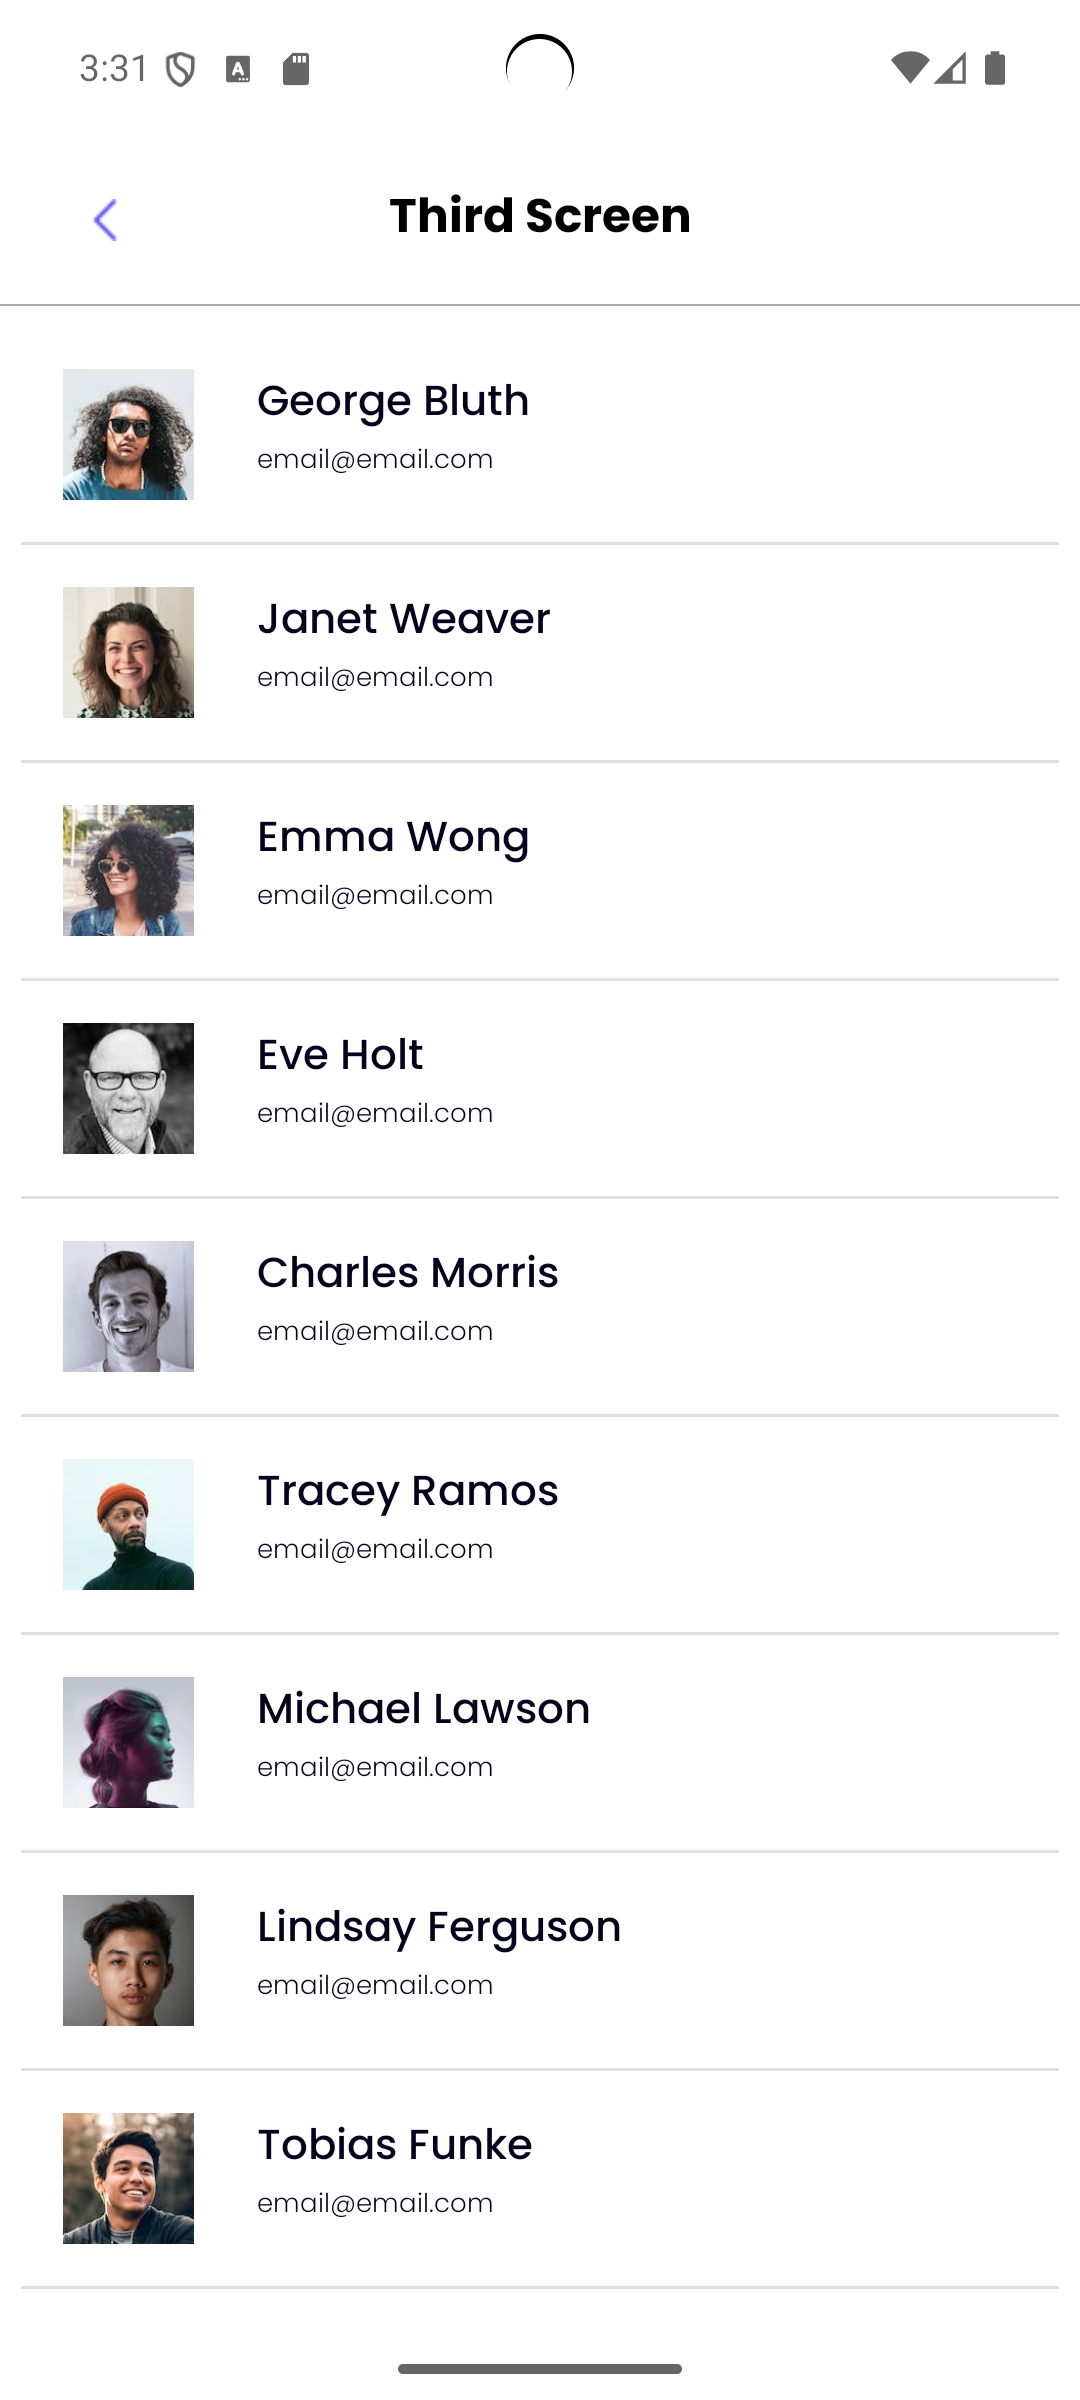 3:31
Third Screen
George Bluth
email@email.com
Janet Weaver
email@email.com
Emma Wong
email@email.com
Eve Holt
email@email.com
Charles Morris
email@email.com
Tracey Ramos
email@email.com
Michael Lawson
email@email.com
Lindsay Ferguson
email@email.com
Tobias Funke
email@email.com